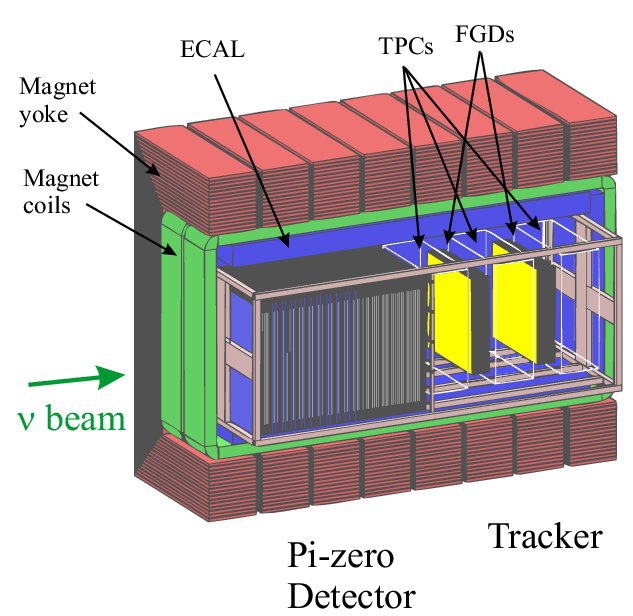 ECAL
TPCs
FGDs
Magnet
yoke
Magnet
coils
ν beam
Tracker
Pi-zero
Detector